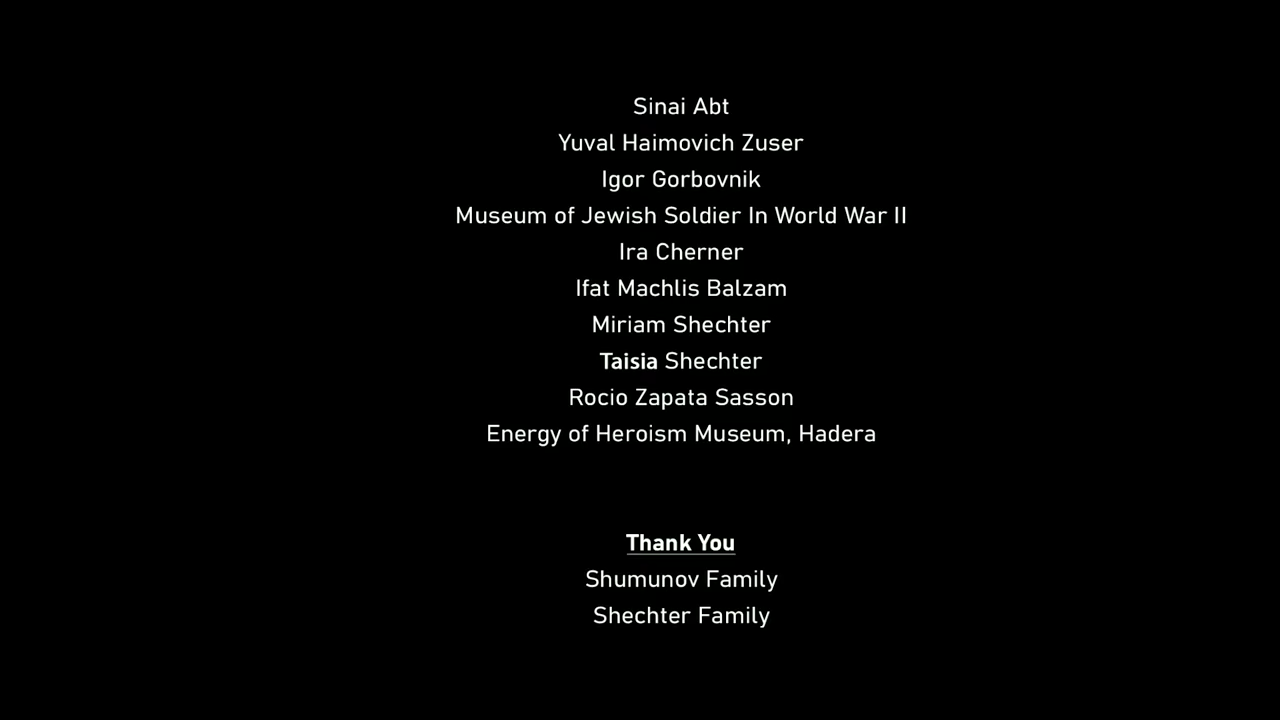 Sinai Abt
Yuval Haimovich Zuser
Igor Gorbovnik
Museum of Jewish Soldier In World War II
Ira Cherner
Ifat Machlis Balzam
Miriam Shechter
Taisia Shechter
Rocio Zapata Sasson
Energy of Heroism Museum, Hadera
Thank You
Shumunov Family
Shechter Family